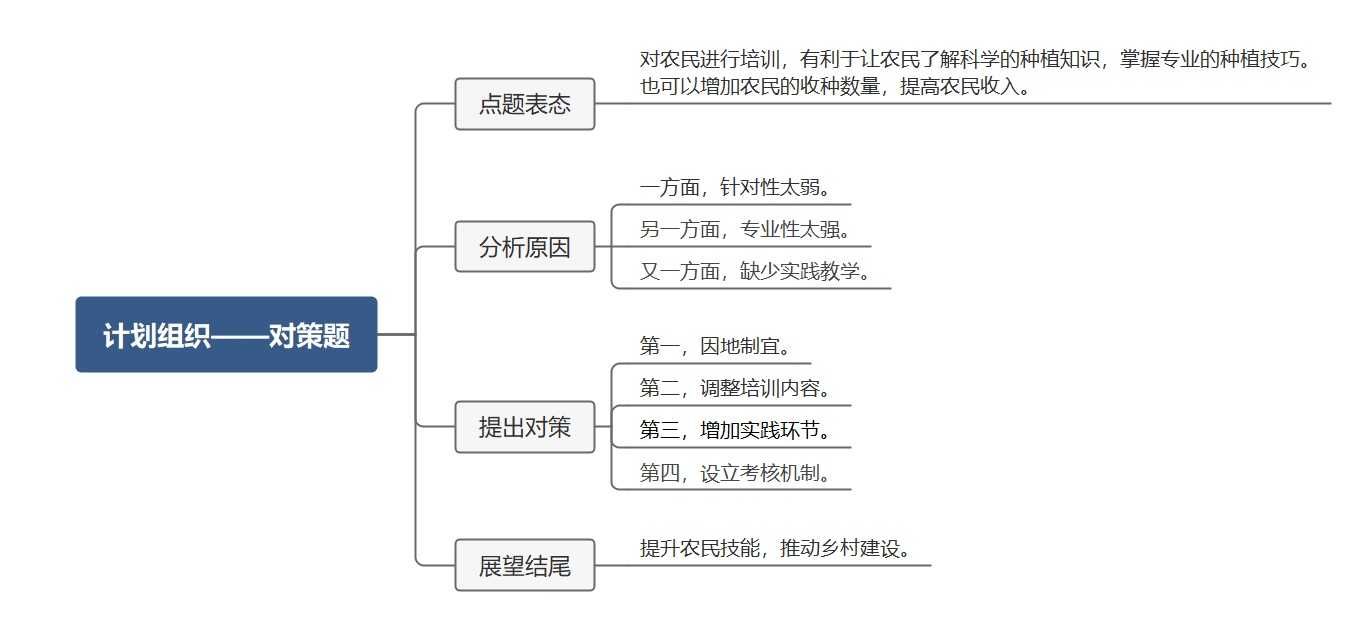 计划组织——对策题
点题表态
对农民进行培训，有利于让农民了解科学的种植知识，掌握专业的种植技巧。
也可以增加农民的收种数量，提高农民收入。
分析原因
一方面，针对性太弱。
另一方面，专业性太强。
又一方面，缺少实践教学。
提出对策
第一，因地制宜。
第二，调整培训内容。
第三，增加实践环节。
第四，设立考核机制。
展望结尾
提升农民技能，推动乡村建设。